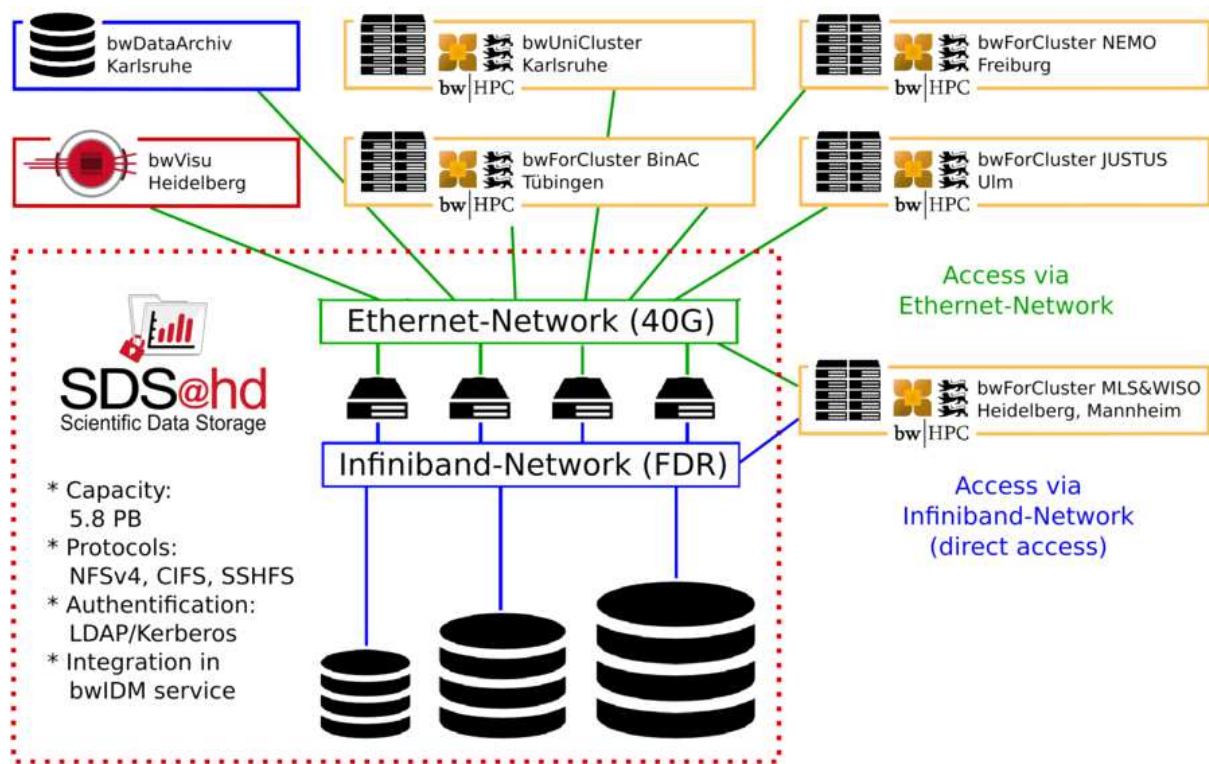 bwDataArchiv
Karlsruhe
bwUniCluster
Karlsruhe
bw|HPC
bwForCluster NEMO
Freiburg
bw|HPC
bwVisu
Heidelberg
bwForCluster BinAC
Tübingen
bw|HPC
bwForCluster JUSTUS
Ulm
bw|HPC
Access via
Ethernet-Network
Ethernet-Network (40G)
SDS@hd
Scientific Data Storage
bwForCluster MLS&WISO
Heidelberg, Mannheim
bw|HPC
Infiniband-Network (FDR)
Access via
Infiniband-Network
(direct access)
* Capacity:
5.8 PB
* Protocols:
NFSv4, CIFS, SSHFS
* Authentification:
LDAP/Kerberos
* Integration in
bwIDM service